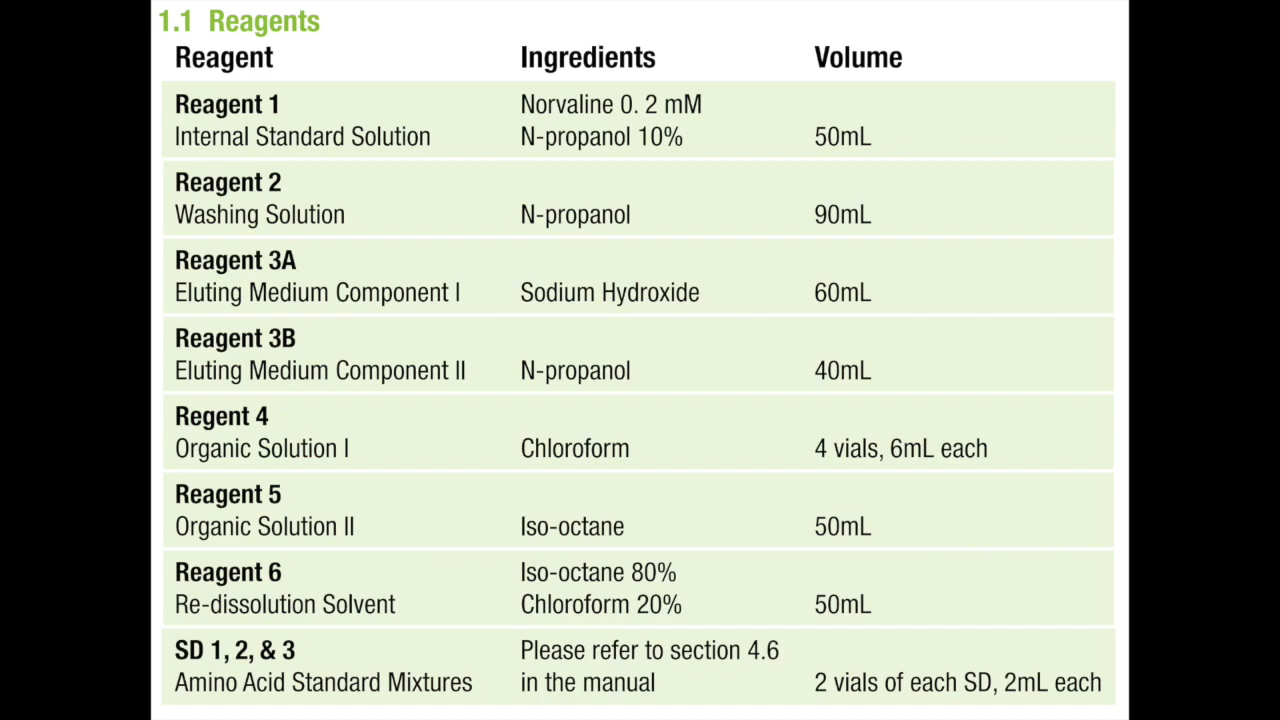 1.1 Reagents
Reagent Ingredients Volume
Reagent 1 Norvaline 0. 2 mM
Internal Standard Solution N-propanol 10% 50mL
Reagent 2
Washing Solution N-propanol 90mL
Reagent 3A
Eluting Medium Component I Sodium Hydroxide 60mL
Reagent 3B
Eluting Medium Component II N-propanol 40mL
Regent 4
Organic Solution I Chloroform 4 vials, 6mL each
Reagent 5
Organic Solution II Iso-octane 50mL
Reagent 6 Iso-octane 80%
Re-dissolution Solvent Chloroform 20% 50mL
SD 1, 2, & 3 Please refer to section 4.6
Amino Acid Standard Mixtures in the manual 2 vials of each SD, 2mL each